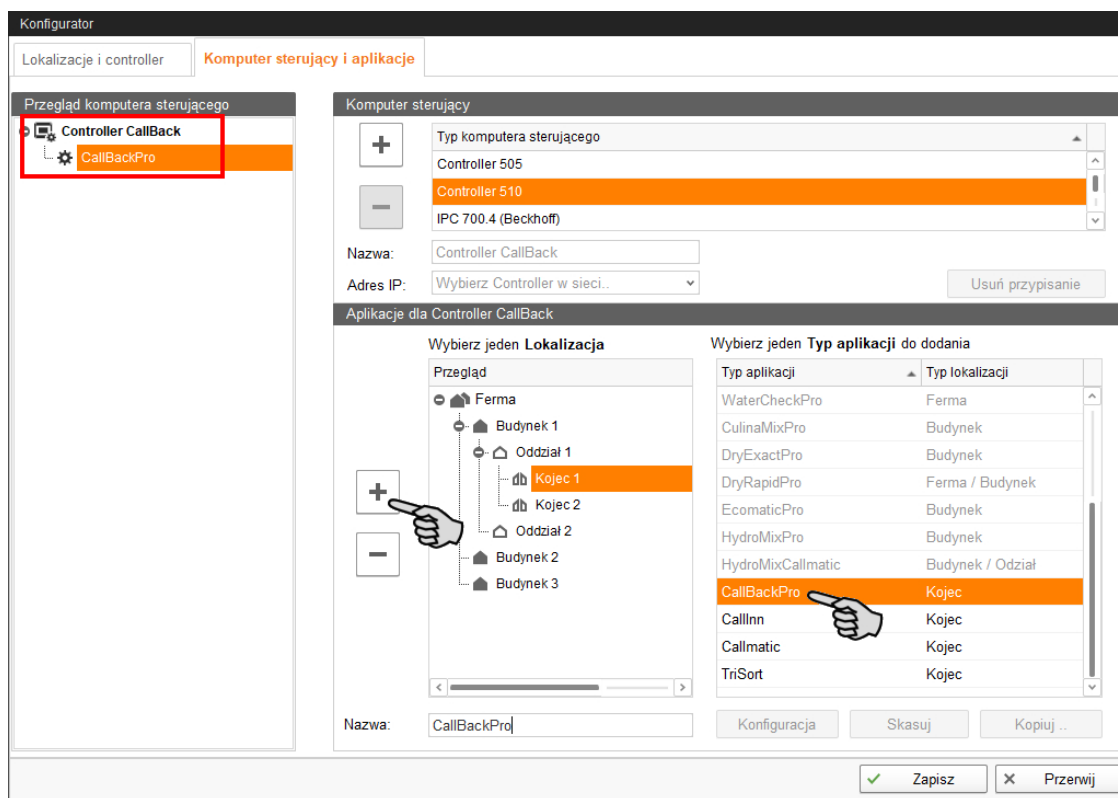 Konfigurator
Lokalizacje i controller Komputer sterujący i aplikacje
Przegląd komputera sterującego
Controller CallBack
CallBackPro
Komputer sterujący
Typ komputera sterującego
Controller 505
Controller 510
IPC 700.4 (Beckhoff)
Nazwa: Controller CallBack
Adres IP: Wybierz Controller w sieci.. Usuń przypisanie
Aplikacje dla Controller CallBack
Wybierz jeden Lokalizacja
Przegląd
Ferma
Budynek 1
Oddział 1
Kojec 1
Kojec 2
Oddział 2
Budynek 2
Budynek 3
Nazwa: CallBackPro
Wybierz jeden Typ aplikacji do dodania
Typ aplikacji Typ lokalizacji
WaterCheckPro Ferma
CulinaMixPro Budynek
DryExactPro Budynek
DryRapidPro Ferma / Budynek
EcomaticPro Budynek
HydroMixPro Budynek
HydroMixCallmatic Budynek / Odział
CallBackPro Kojec
CallInn Kojec
Callmatic Kojec
TriSort Kojec
Konfiguracja Skasuj Kopiuj ..
Zapisz Przerwij